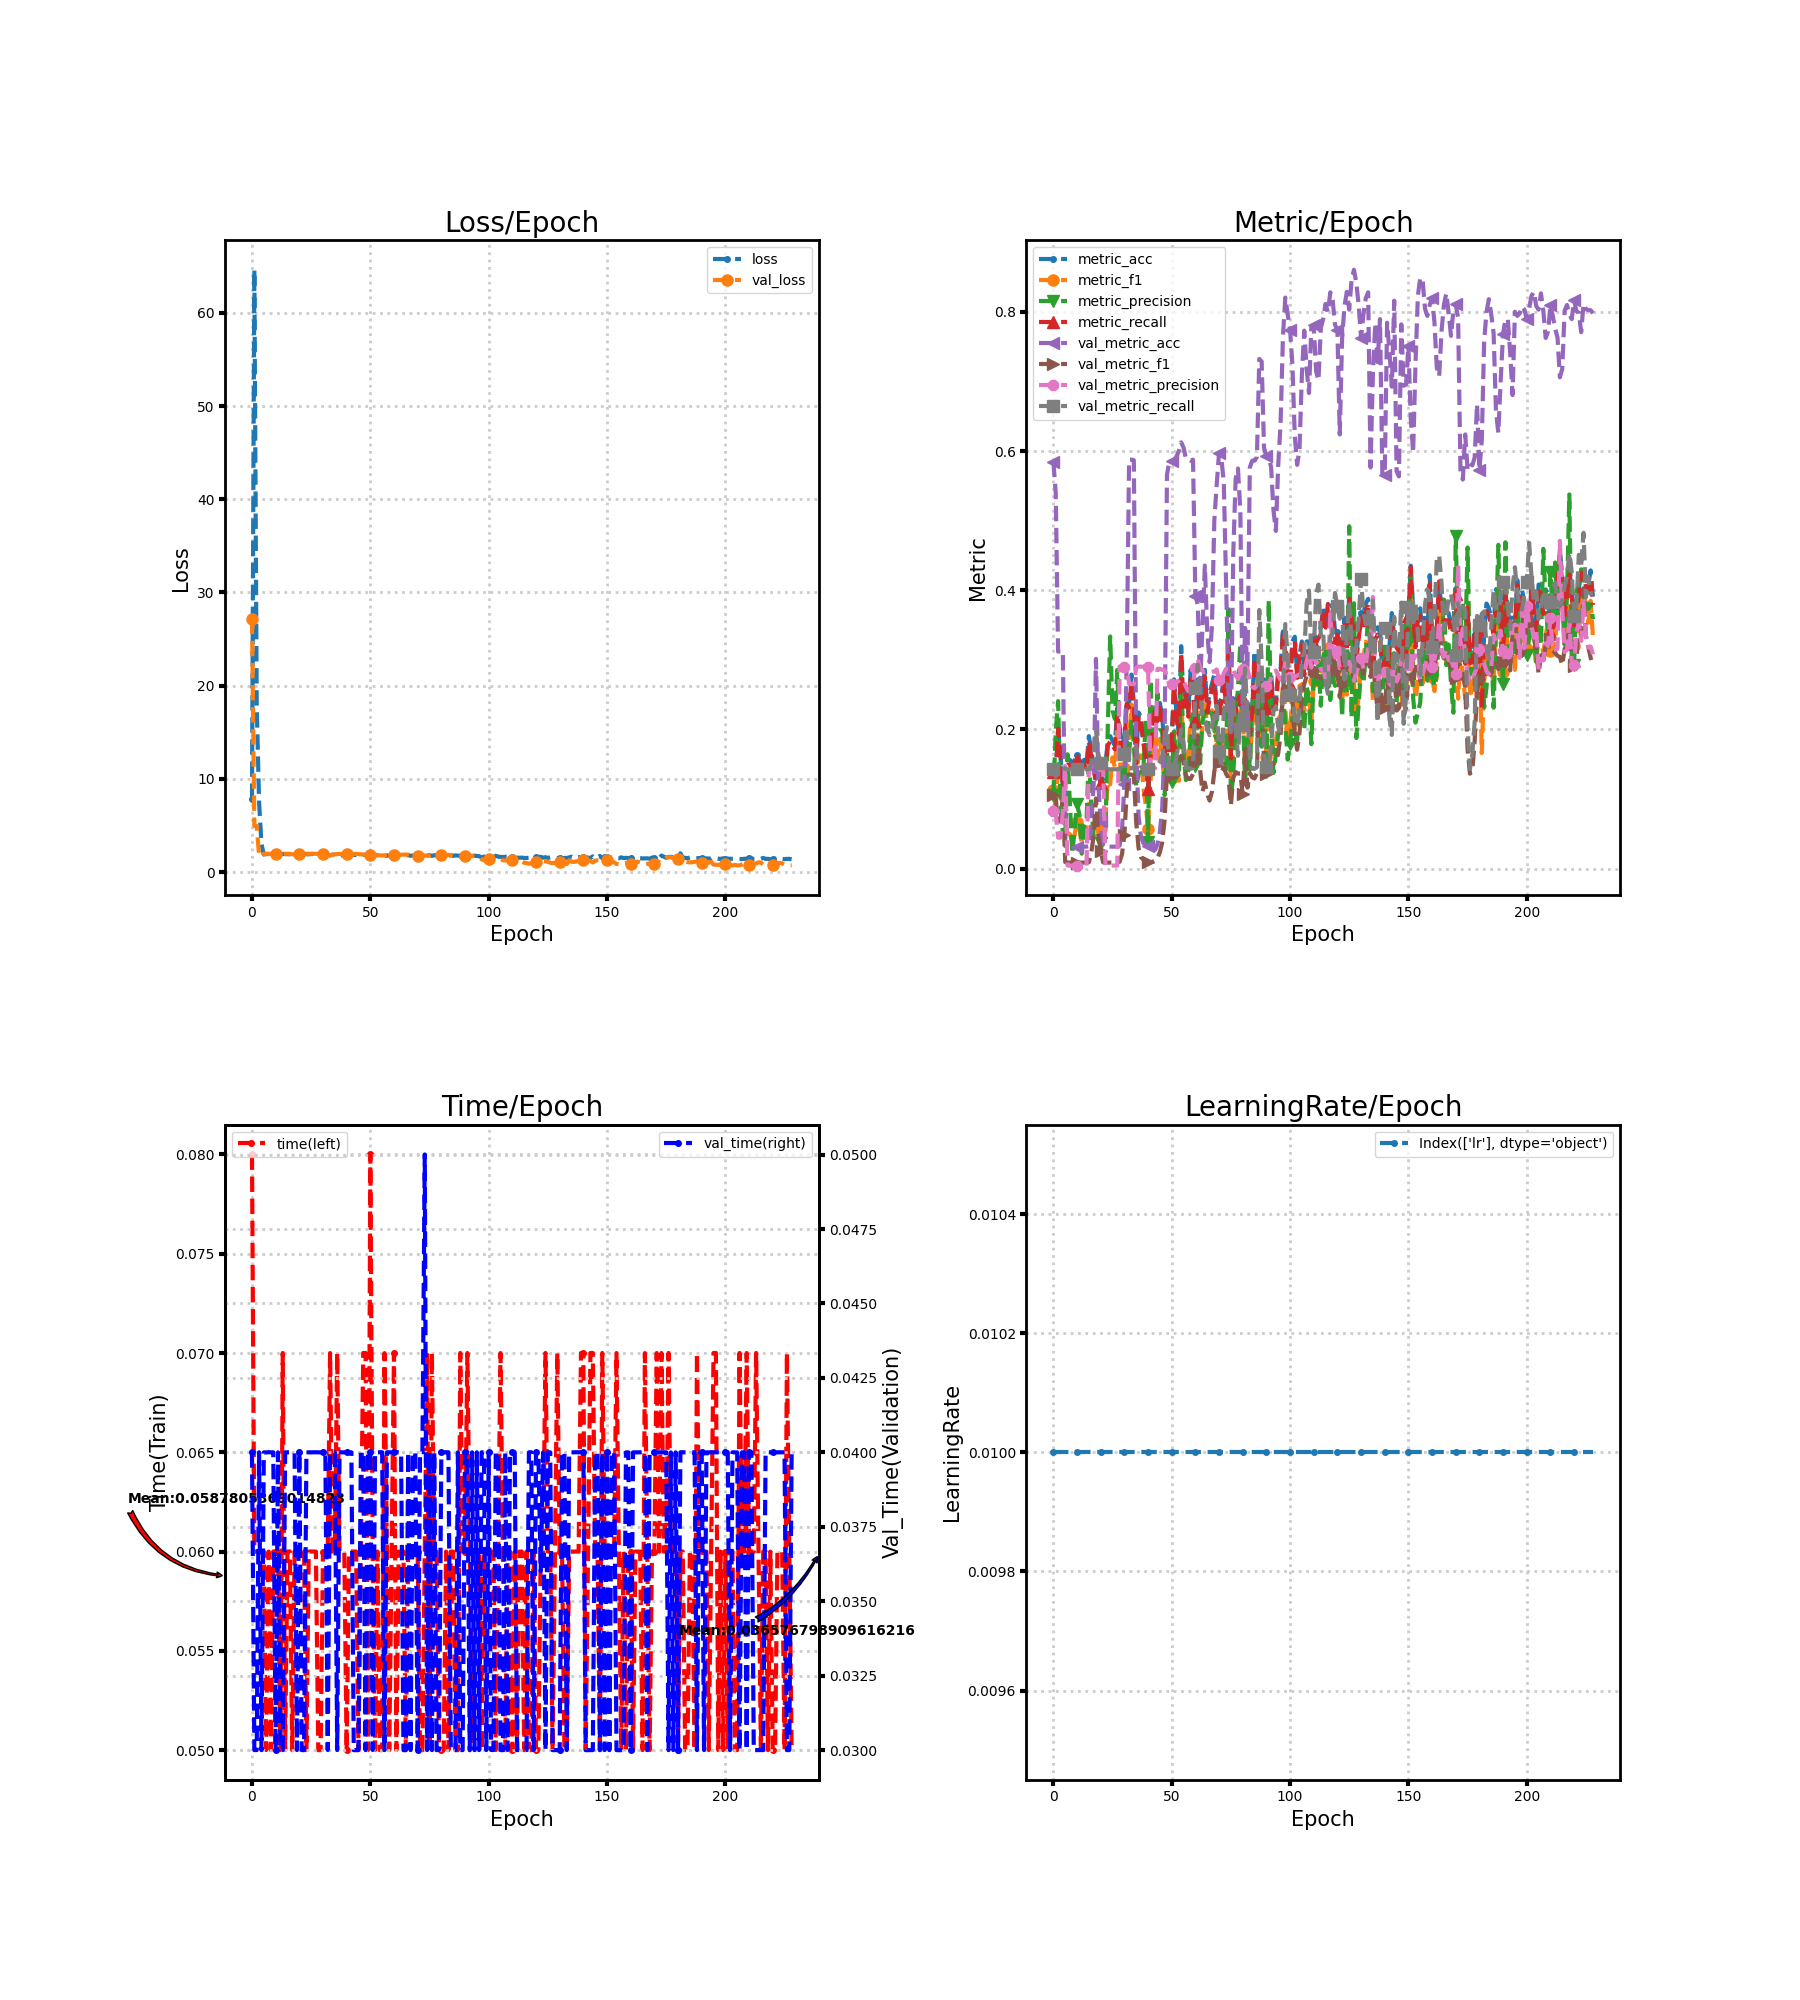 Loss/Epoch
loss
val_loss
Loss
60
50
40
30
20
10
0
0 50 100 150 200
Epoch
Metric/Epoch
metric_acc
metric_f1
metric_precision
metric_recall
val_metric_acc
val_metric_f1
val_metric_precision
val_metric_recall
Metric
0.8
0.6
0.4
0.2
0.0
0 50 100 150 200
Epoch
Time/Epoch
time(left)
val_time(right)
Time(Train)
0.080
0.075
0.070
0.065
0.060
0.055
0.050
Val_Time(Validation)
0.0500
0.0475
0.0450
0.0425
0.0400
0.0375
0.0350
0.0325
0.0300
Mean:0.036576798909616216
0 50 100 150 200
Epoch
LearningRate/Epoch
Index(['lr'], dtype='object')
LearningRate
0.0104
0.0102
0.0100
0.0098
0.0096
0 50 100 150 200
Epoch